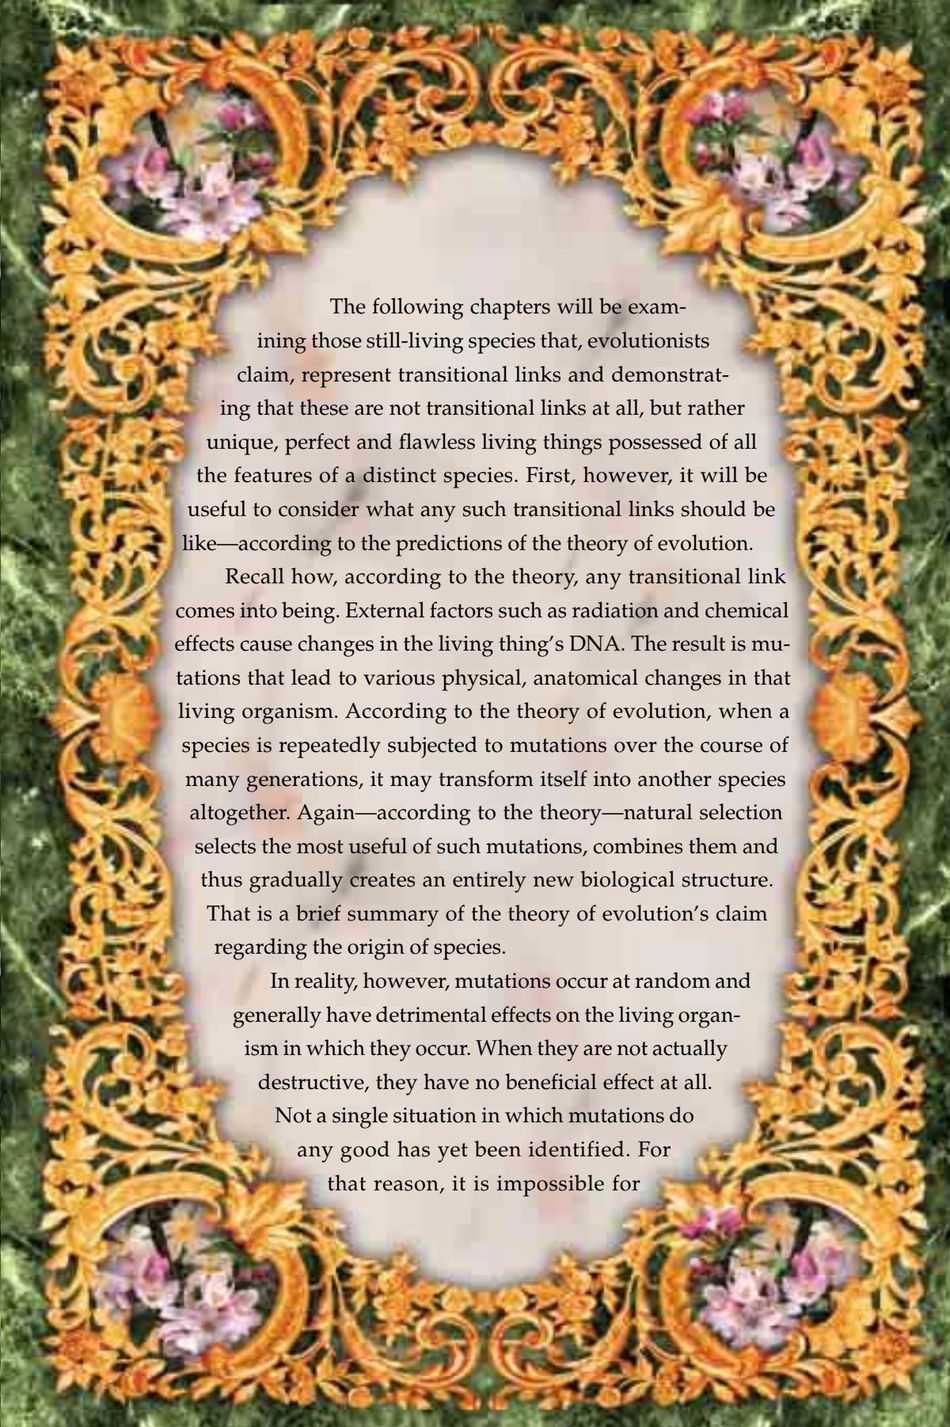 The following chapters will be exam-
ining those still-living species that, evolutionists
claim, represent transitional links and demonstrat-
ing that these are not transitional links at all, but rather
unique, perfect and flawless living things possessed of all
the features of a distinct species. First, however, it will be
useful to consider what any such transitional links should be
like—according to the predictions of the theory of evolution.
Recall how, according to the theory, any transitional link
comes into being. External factors such as radiation and chemical
effects cause changes in the living thing's DNA. The result is mu-
tations that lead to various physical, anatomical changes in that
living organism. According to the theory of evolution, when a
species is repeatedly subjected to mutations over the course of
many generations, it may transform itself into another species
altogether. Again—according to the theory—natural selection
selects the most useful of such mutations, combines them and
thus gradually creates an entirely new biological structure.
That is a brief summary of the theory of evolution's claim
regarding the origin of species.
In reality, however, mutations occur at random and
generally have detrimental effects on the living organ-
ism in which they occur. When they are not actually
destructive, they have no beneficial effect at all.
Not a single situation in which mutations do
any good has yet been identified. For
that reason, it is impossible for